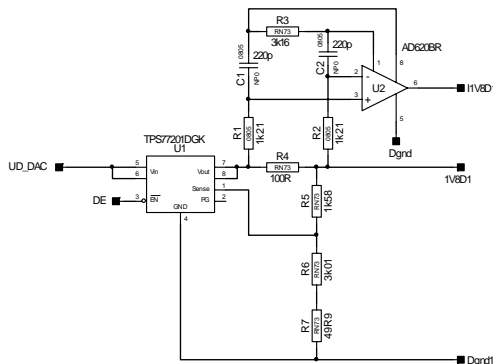 R3
RN73
3k16
0805
220p
NP0
C1
0805
220p
NP0
C2
AD620BR
1
8
2
-
3
+
U2
6
5
I1V8D1
Dgnd
R1
0805
1k21
R2
0805
1k21
TPS77201DGK
U1
UD_DAC
5
6
Vin
Vout
7
8
Sense
1
DE
3
EN
PG
2
GND
4
R4
RN73
100R
1V8D1
R5
RN73
1k58
R6
RN73
3k01
R7
RN73
49R9
Dgnd1